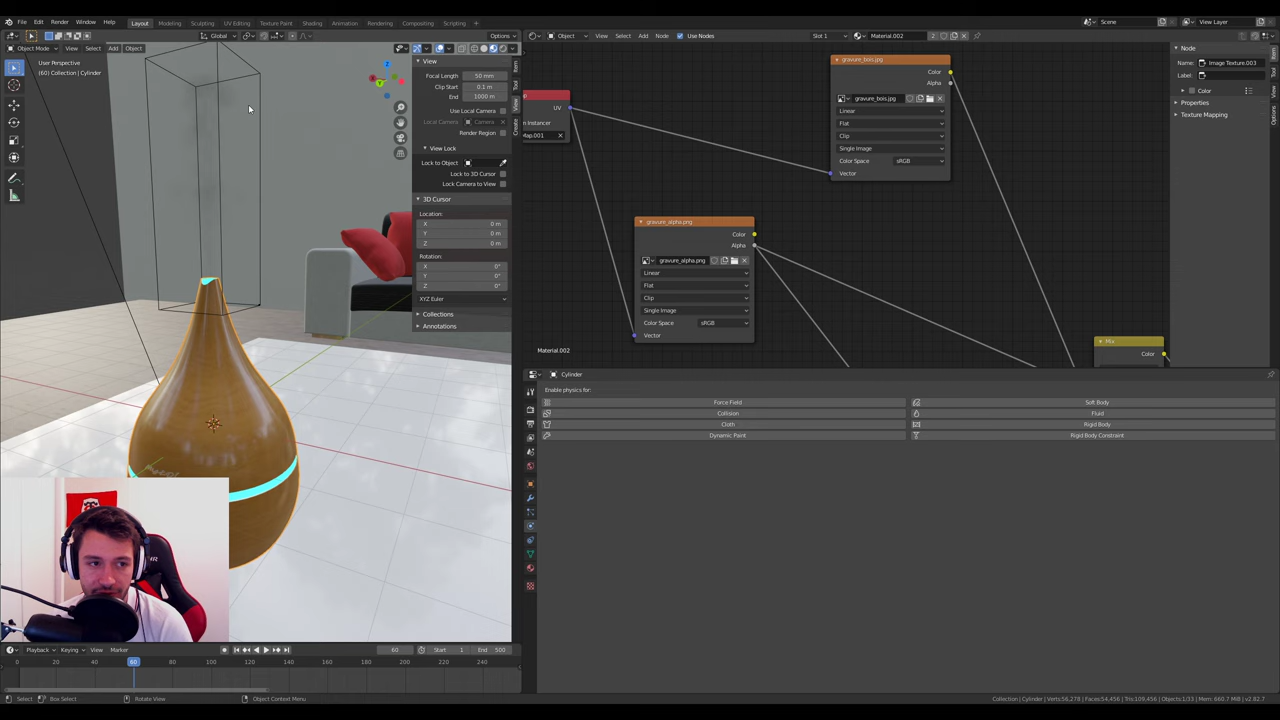 File Edit Render Window Help Layout Modeling Sculpting UV Editing Texture Paint Shading Animation Rendering Compositing Scripting + Scene View Layer
Global Options Object View Select Add Node Use Nodes Slot 1 Material.002 2
Object Mode View Select Add Object
User Perspective
(60) Collection | Cylinder
View
Focal Length 50 mm
Clip Start 0.1 m
End 1000 m
Use Local Camera
Local Camera Camera
Render Region
View Lock
Lock to Object
Lock to 3D Cursor
Lock Camera to View
3D Cursor
Location:
X 0 m
Y 0 m
Z 0 m
Rotation:
X 0°
Y 0°
Z 0°
XYZ Euler
Collections
Annotations
Item
Tool
View
Create
UV
n Instancer
Map.001
gravure_bois.jpg
Color
Alpha
gravure_bois.jpg
Linear
Flat
Clip
Single Image
Color Space sRGB
Vector
gravure_alpha.png
Color
Alpha
gravure_alpha.png
Linear
Flat
Clip
Single Image
Color Space sRGB
Vector
Mix
Color
Material.002
Node
Name: Image Texture.003
Label:
Color
Properties
Texture Mapping
Item
Tool
View
Options
Cylinder
Enable physics for:
Force Field Soft Body
Collision Fluid
Cloth Rigid Body
Dynamic Paint Rigid Body Constraint
Playback Keying View Marker 60 Start 1 End 500
0 20 40 60 80 100 120 140 160 180 200 220 240
Select Box Select Rotate View Object Context Menu Collection | Cylinder | Verts:56,278 | Faces:54,456 | Tris:109,456 | Objects:1/33 | Mem: 660.7 MiB | v2.82.7